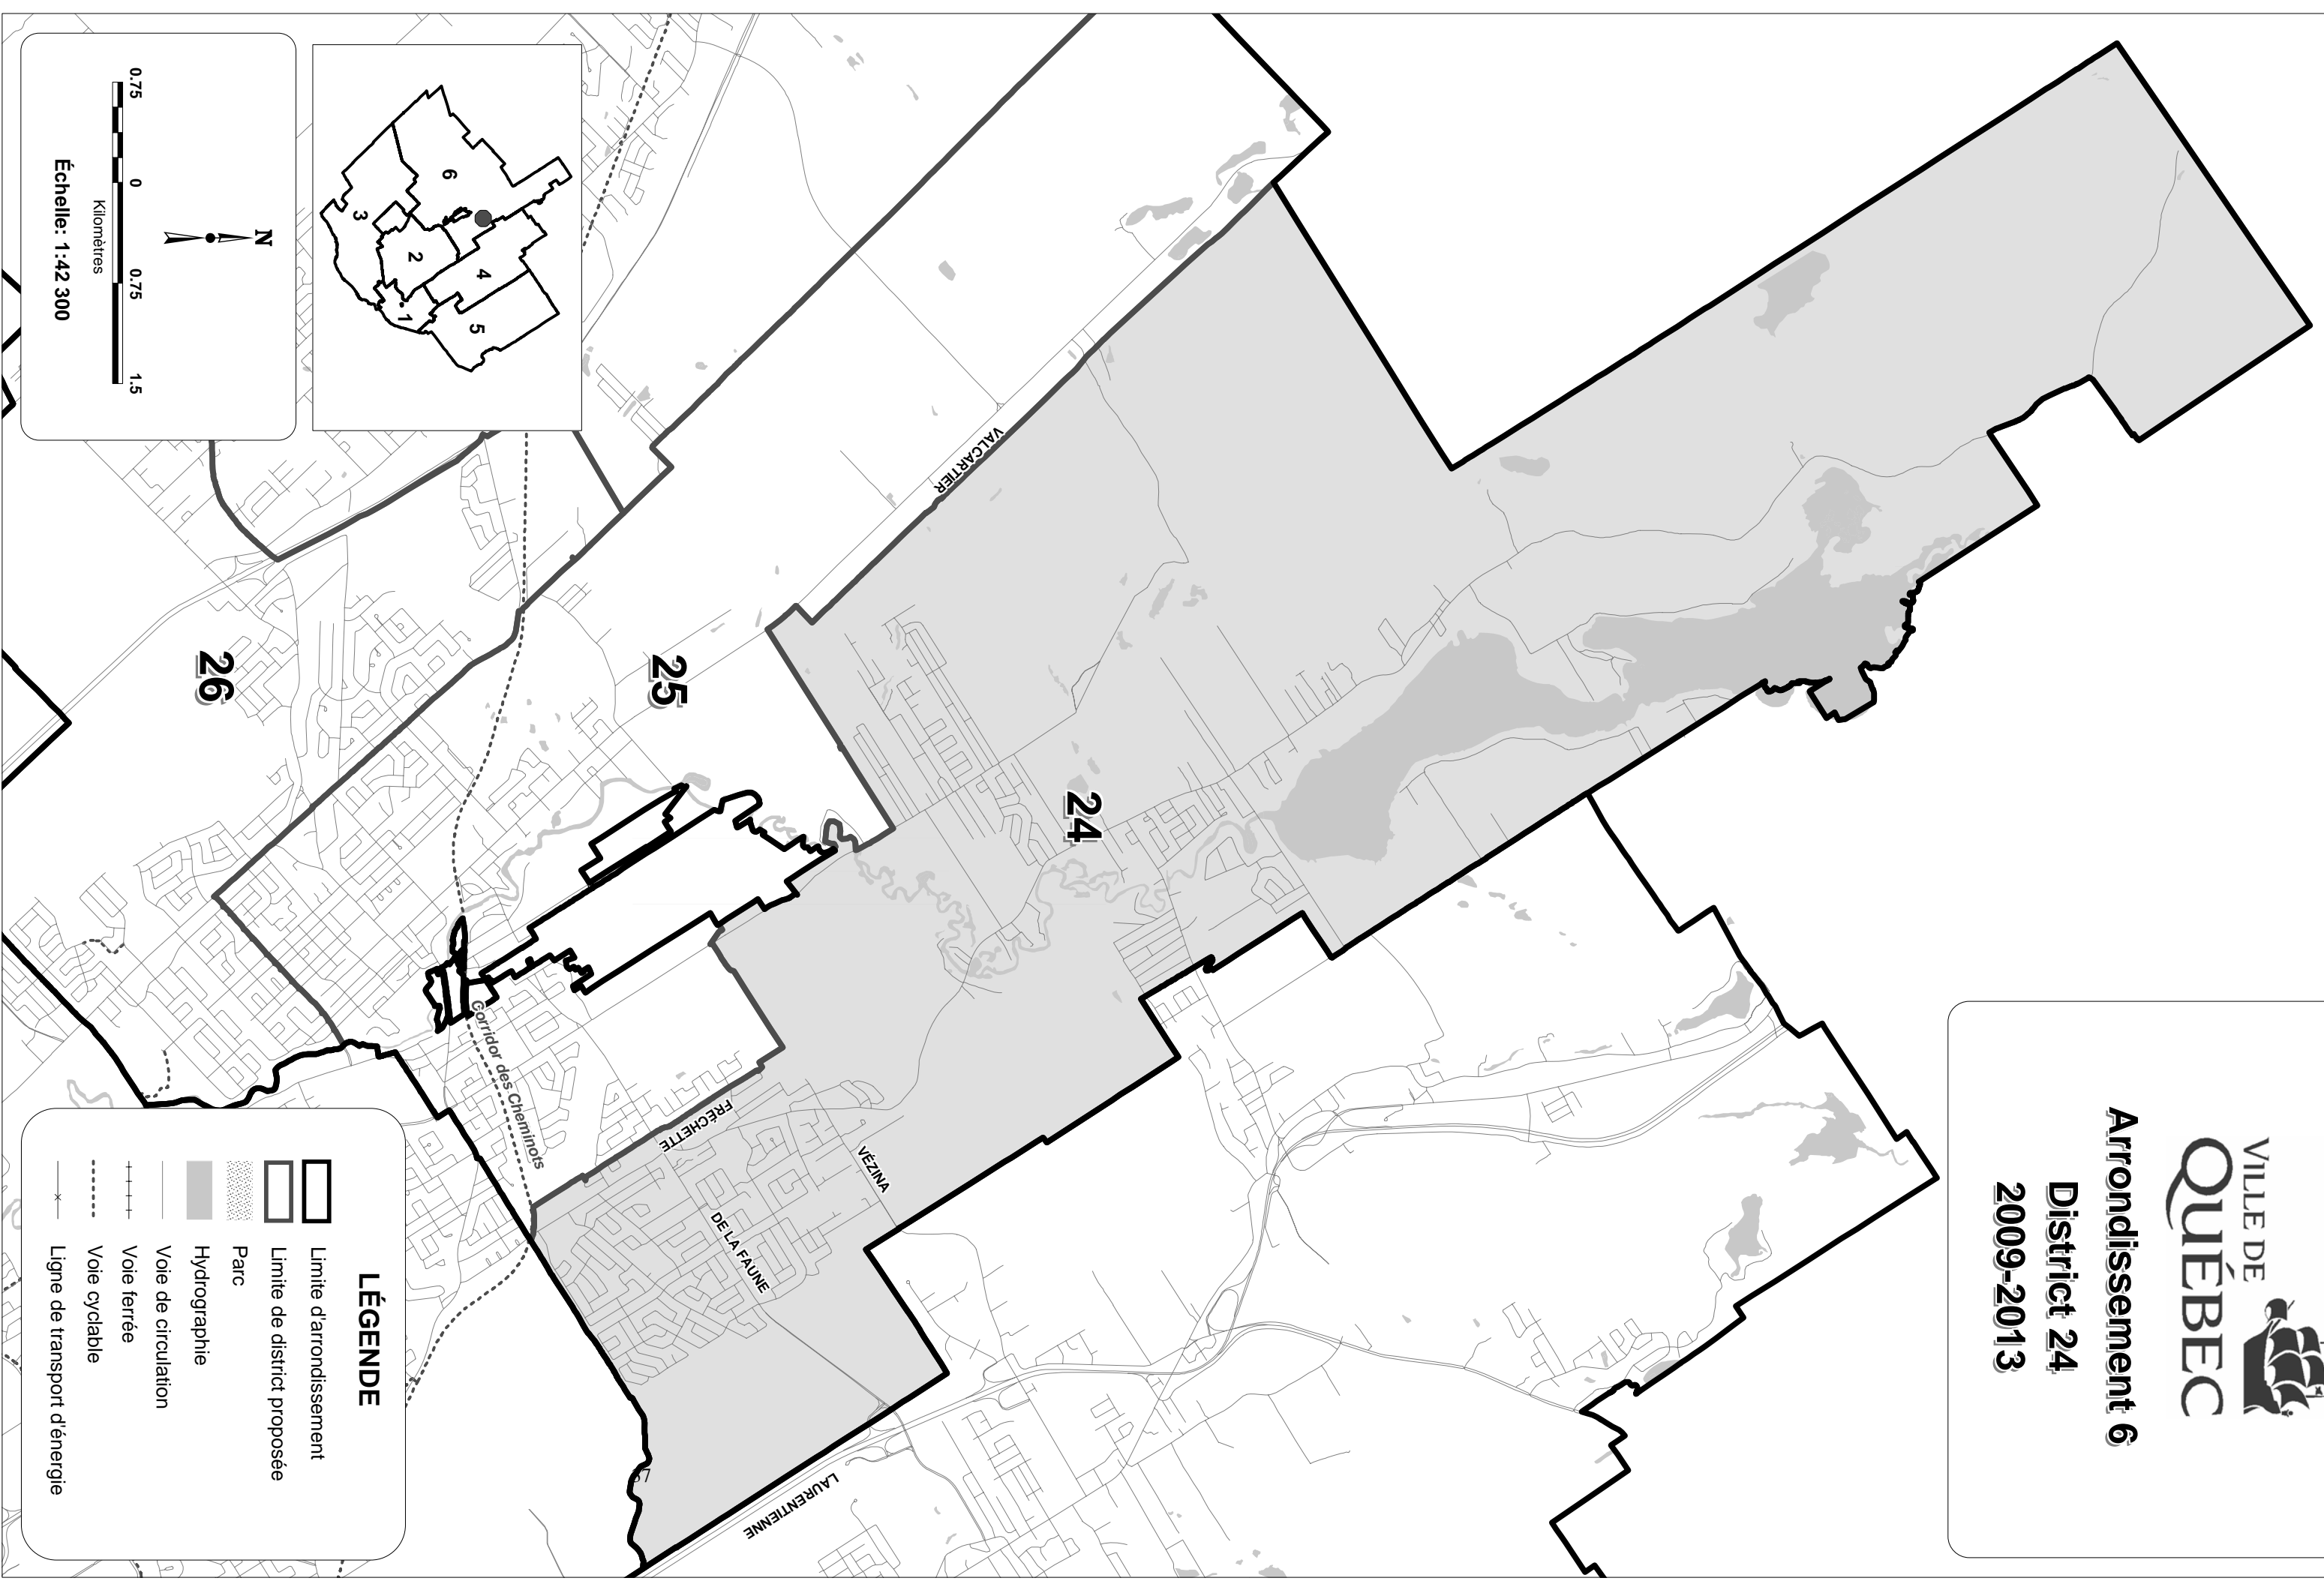 VILLE DE
QUÉBEC
Arrondissement 6
District 24
2009-2013
VALCARTIER
24
25
26
VÉZINA
FRÉCHETTE
DE LA FAUNE
LAURENTIENNE
Corridor des Cheminots
37
6
3
2
4
1
5
N
0.75 0 0.75 1.5
Kilomètres
Échelle: 1:42 300
LÉGENDE
Limite d'arrondissement
Limite de district proposée
Parc
Hydrographie
Voie de circulation
Voie ferrée
Voie cyclable
Ligne de transport d'énergie